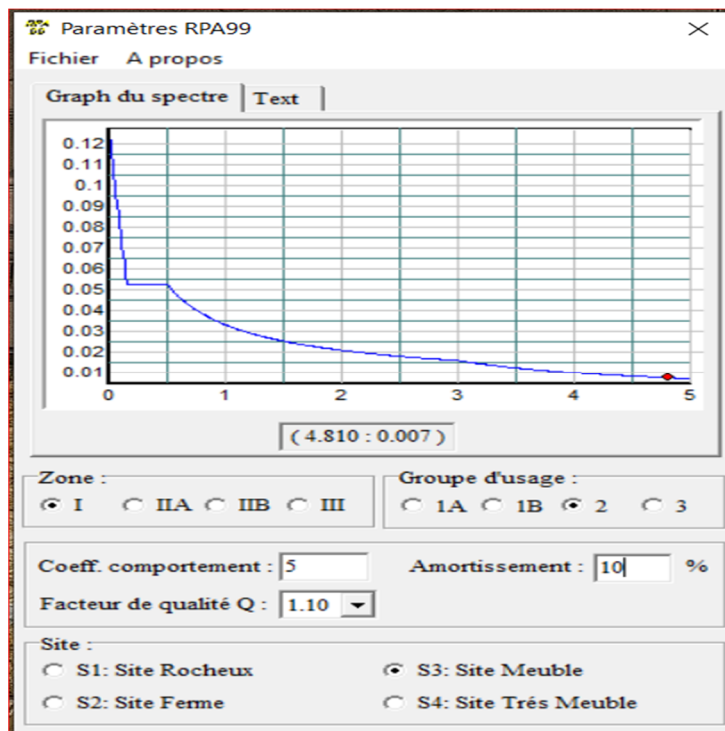 Paramètres RPA99
Fichier A propos
Graph du spectre Text
0.12
0.11
0.1
0.09
0.08
0.07
0.06
0.05
0.04
0.03
0.02
0.01
0 1 2 3 4 5
( 4.810 : 0.007 )
Zone :
I IIA IIB III
Groupe d'usage :
1A 1B 2 3
Coeff. comportement : 5 Amortissement : 10 %
Facteur de qualité Q : 1.10
Site :
S1: Site Rocheux S3: Site Meuble
S2: Site Ferme S4: Site Trés Meuble